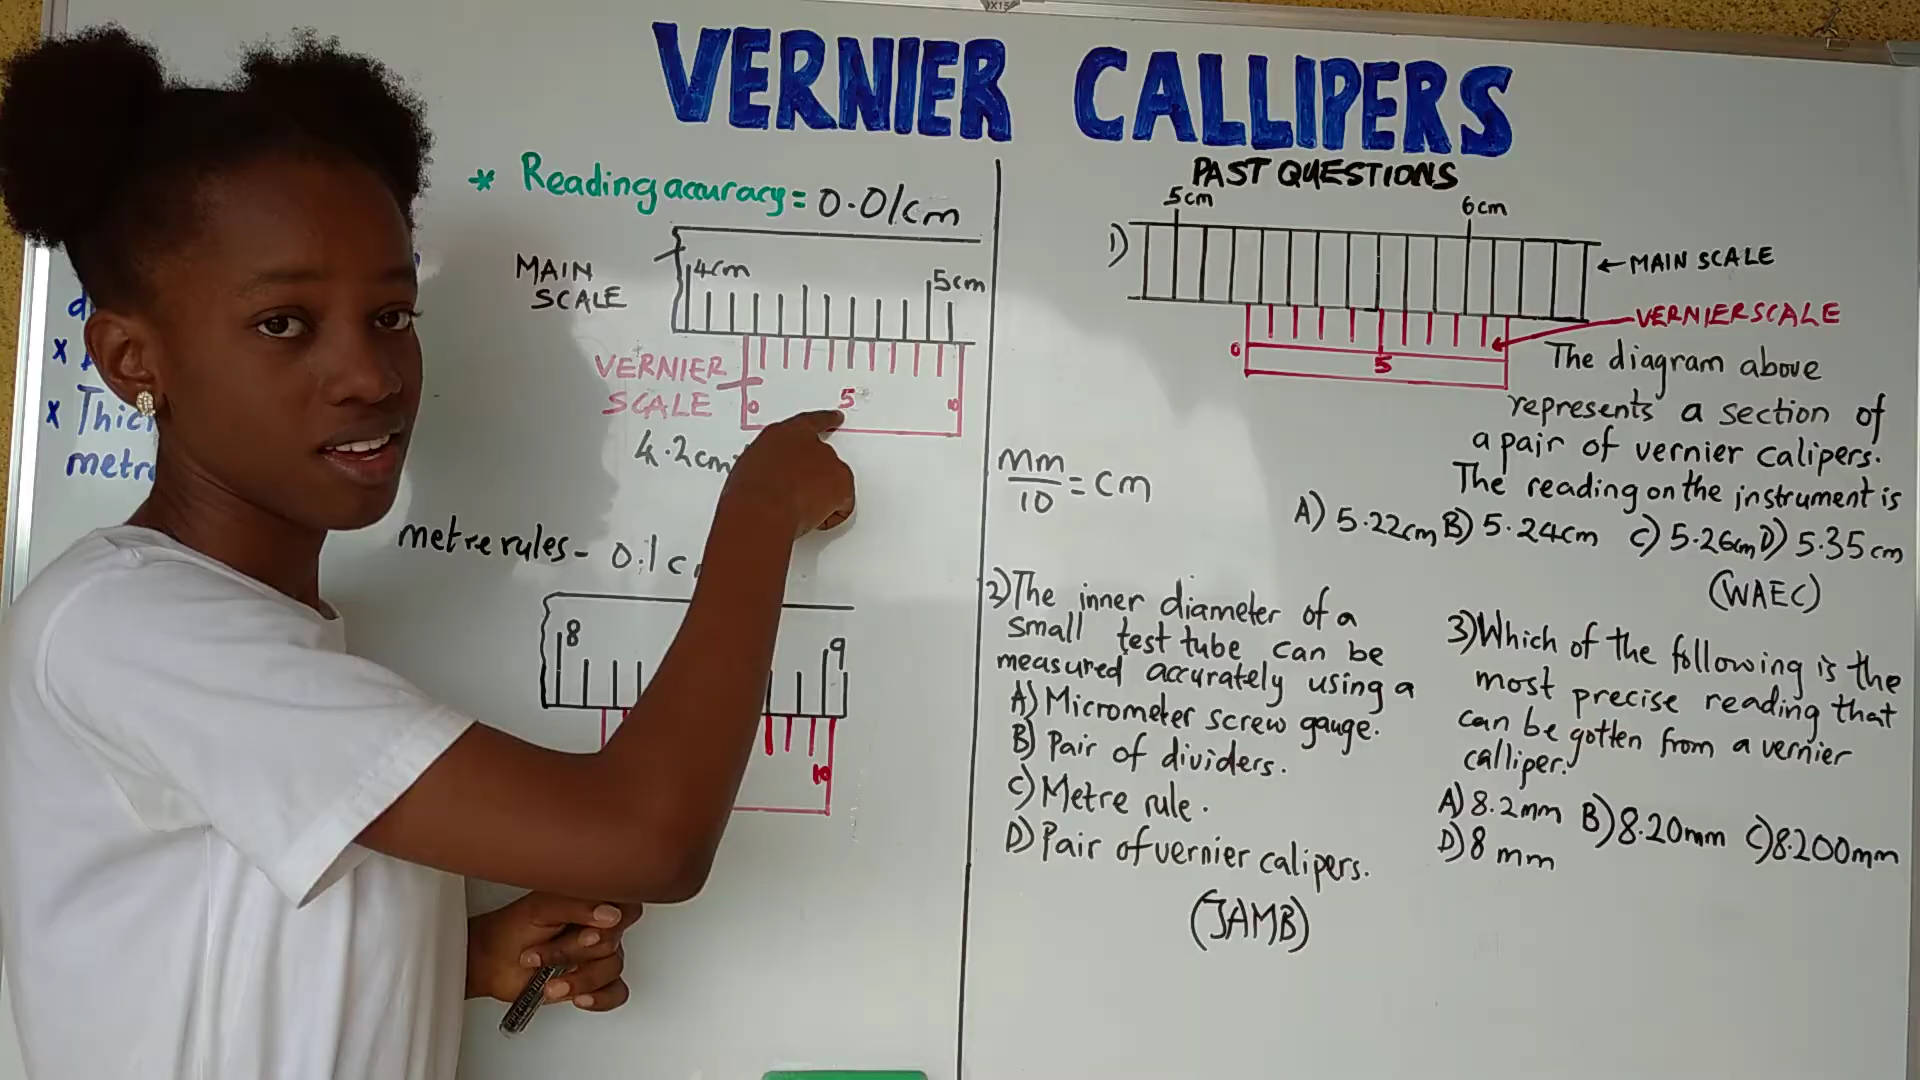 VERNIER CALLIPERS
* Reading accuracy = 0.01cm
MAIN
SCALE
4cm
5cm
VERNIER
SCALE
0
5
10
4.2cm
metre rules - 0.1c
8
9
10
x
x Thic
metre
PAST QUESTIONS
1)
5cm
6cm
MAIN SCALE
VERNIER SCALE
0
5
The diagram above
represents a section of
a pair of vernier calipers.
The reading on the instrument is
A) 5.22cm B) 5.24cm C) 5.26cm D) 5.35cm
(WAEC)
mm
10
= cm
2) The inner diameter of a
small test tube can be
measured accurately using a
A) Micrometer screw gauge.
B) Pair of dividers.
C) Metre rule.
D) Pair of vernier calipers.
(JAMB)
3) Which of the following is the
most precise reading that
can be gotten from a vernier
calliper.
A) 8.2mm B) 8.20mm C) 8.200mm
D) 8 mm